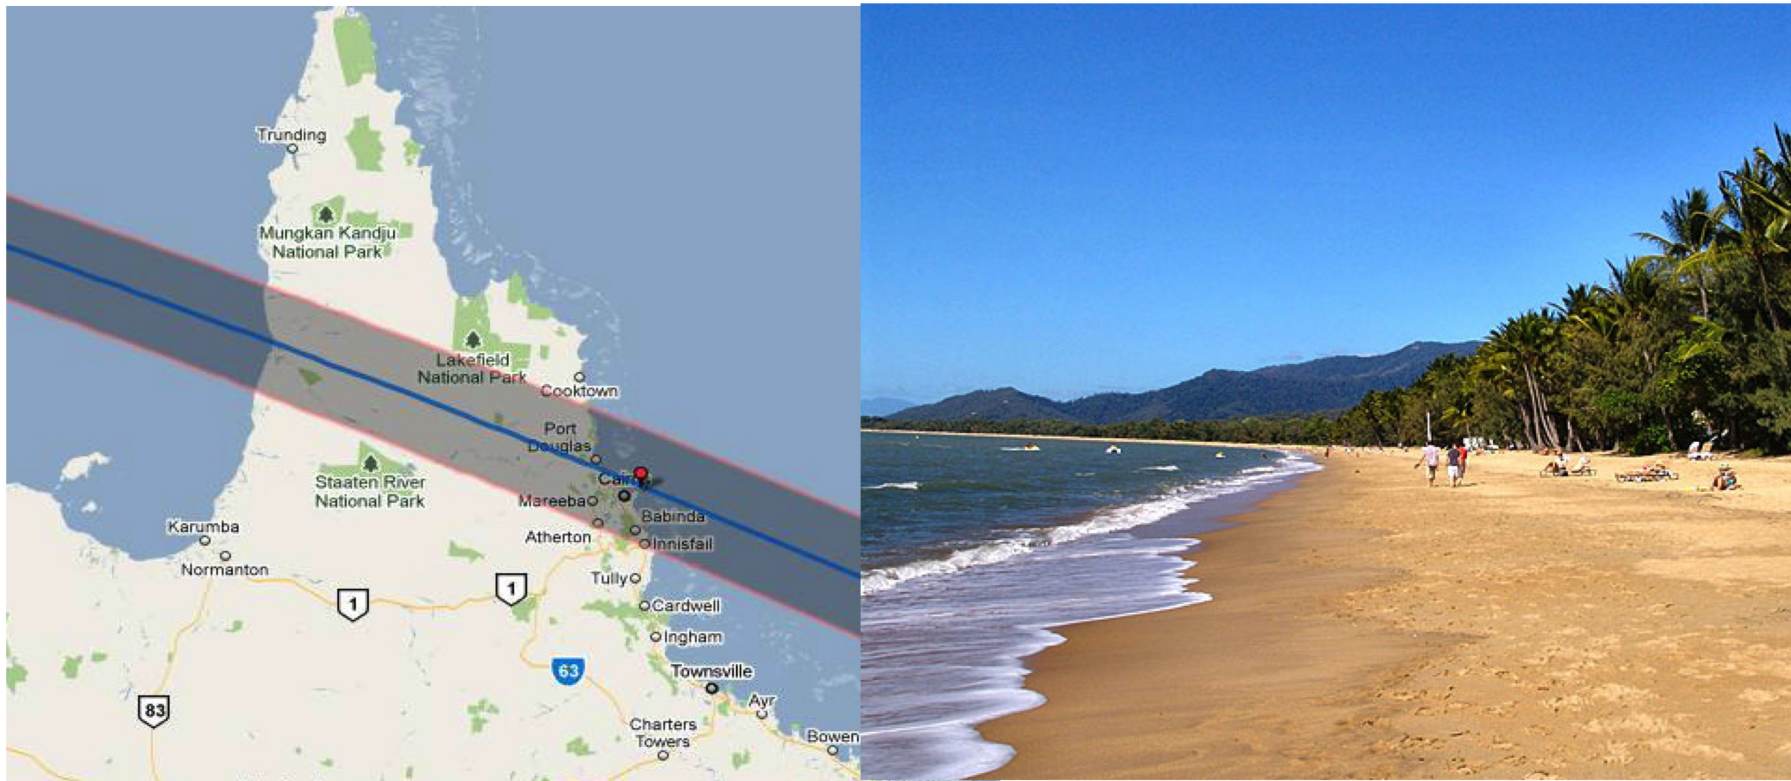 Trunding
Mungkan Kandju
National Park
Lakefield
National Park
Cooktown
Port
Douglas
Staaten River
National Park
Mareeba
Babinda
Karumba
Atherton
Innisfail
Normanton
Tully
1
1
Cardwell
Ingham
63
Townsville
83
Ayr
Charters
Towers
Bowen